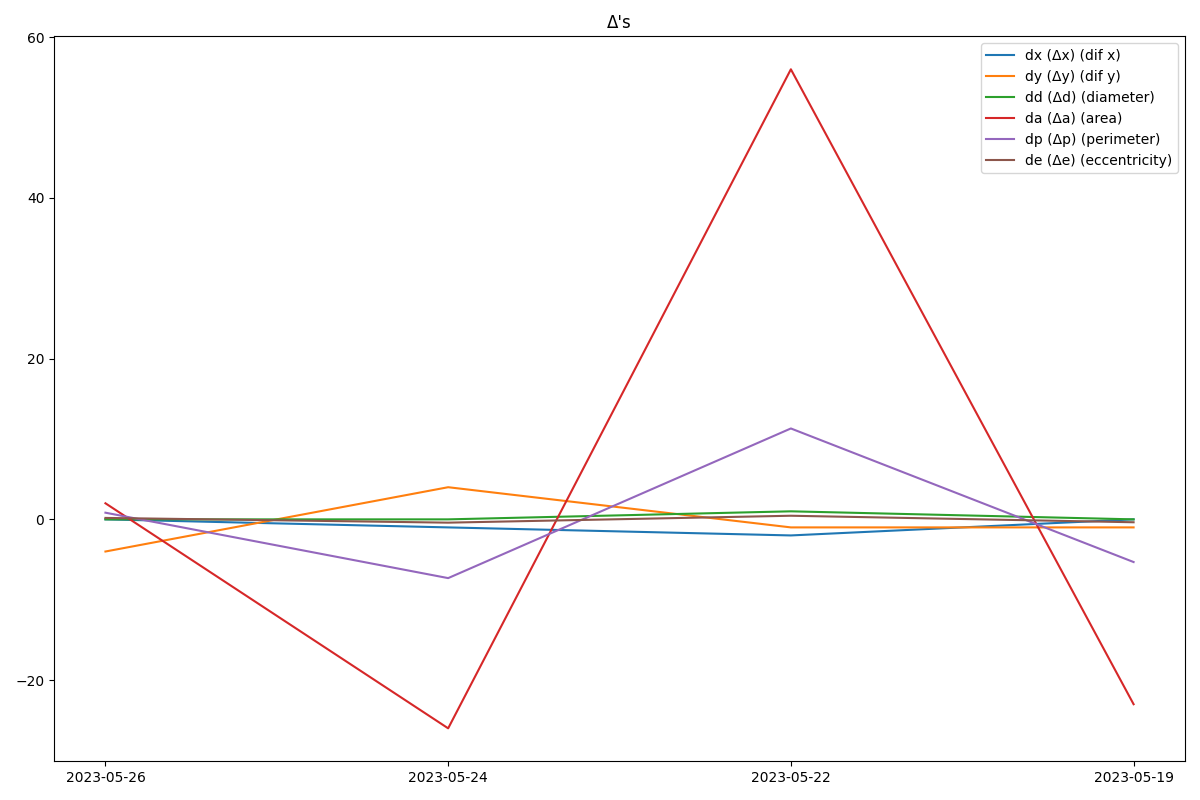 Δ's
60
40
20
0
−20
dx (Δx) (dif x)
dy (Δy) (dif y)
dd (Δd) (diameter)
da (Δa) (area)
dp (Δp) (perimeter)
de (Δe) (eccentricity)
2023-05-26 2023-05-24 2023-05-22 2023-05-19